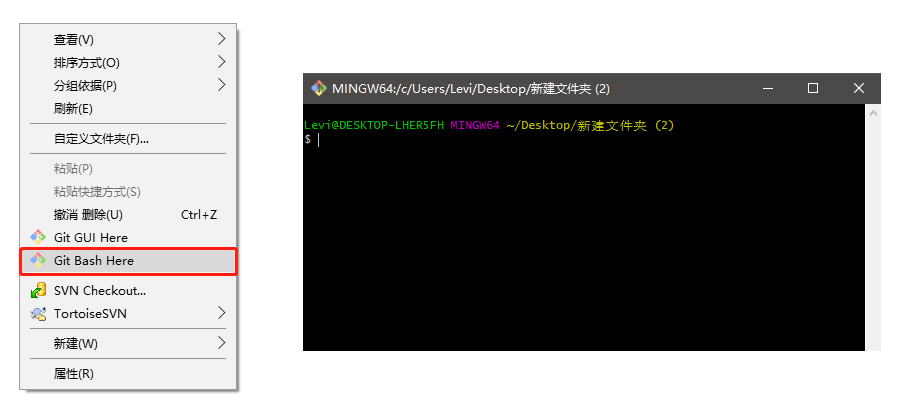 查看(V)
排序方式(O)
分组依据(P)
刷新(E)
自定义文件夹(F)...
粘贴(P)
粘贴快捷方式(S)
撤消 删除(U) Ctrl+Z
Git GUI Here
Git Bash Here
SVN Checkout...
TortoiseSVN
新建(W)
属性(R)
MINGW64:/c/Users/Levi/Desktop/新建文件夹 (2)
Levi@DESKTOP-LHER5FH MINGW64 ~/Desktop/新建文件夹 (2)
$